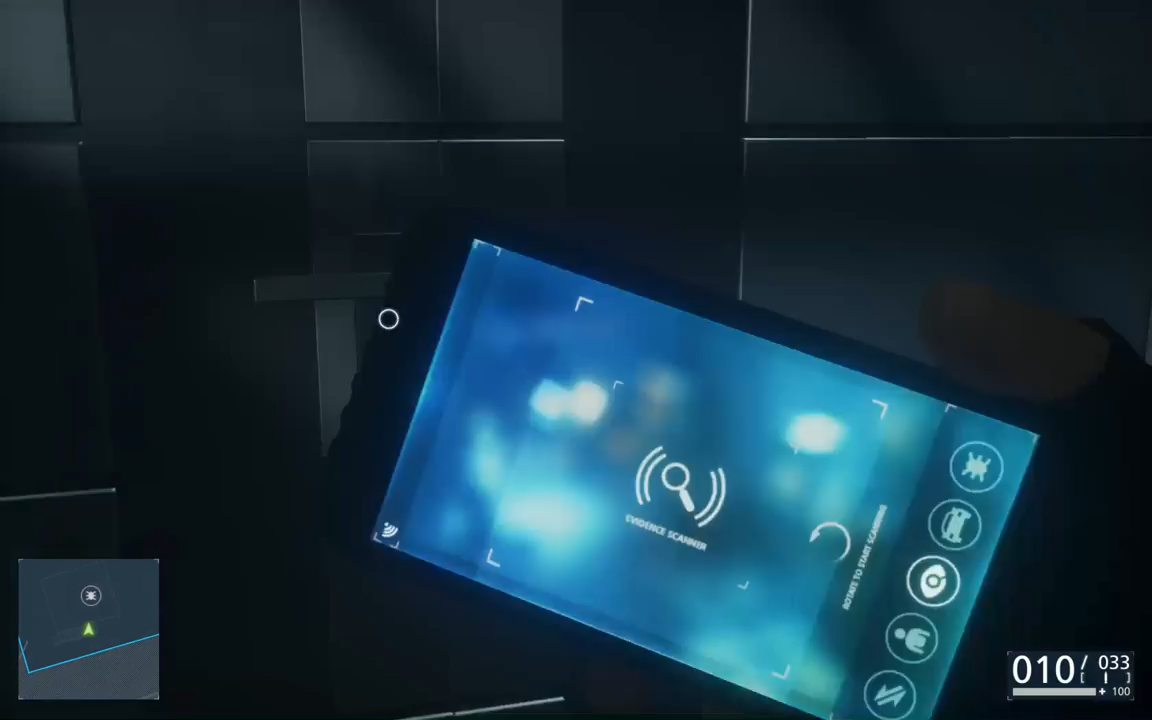 EVIDENCE SCANNER
ROTATE TO START SCANNING
010/ 033
[ | ]
+ 100